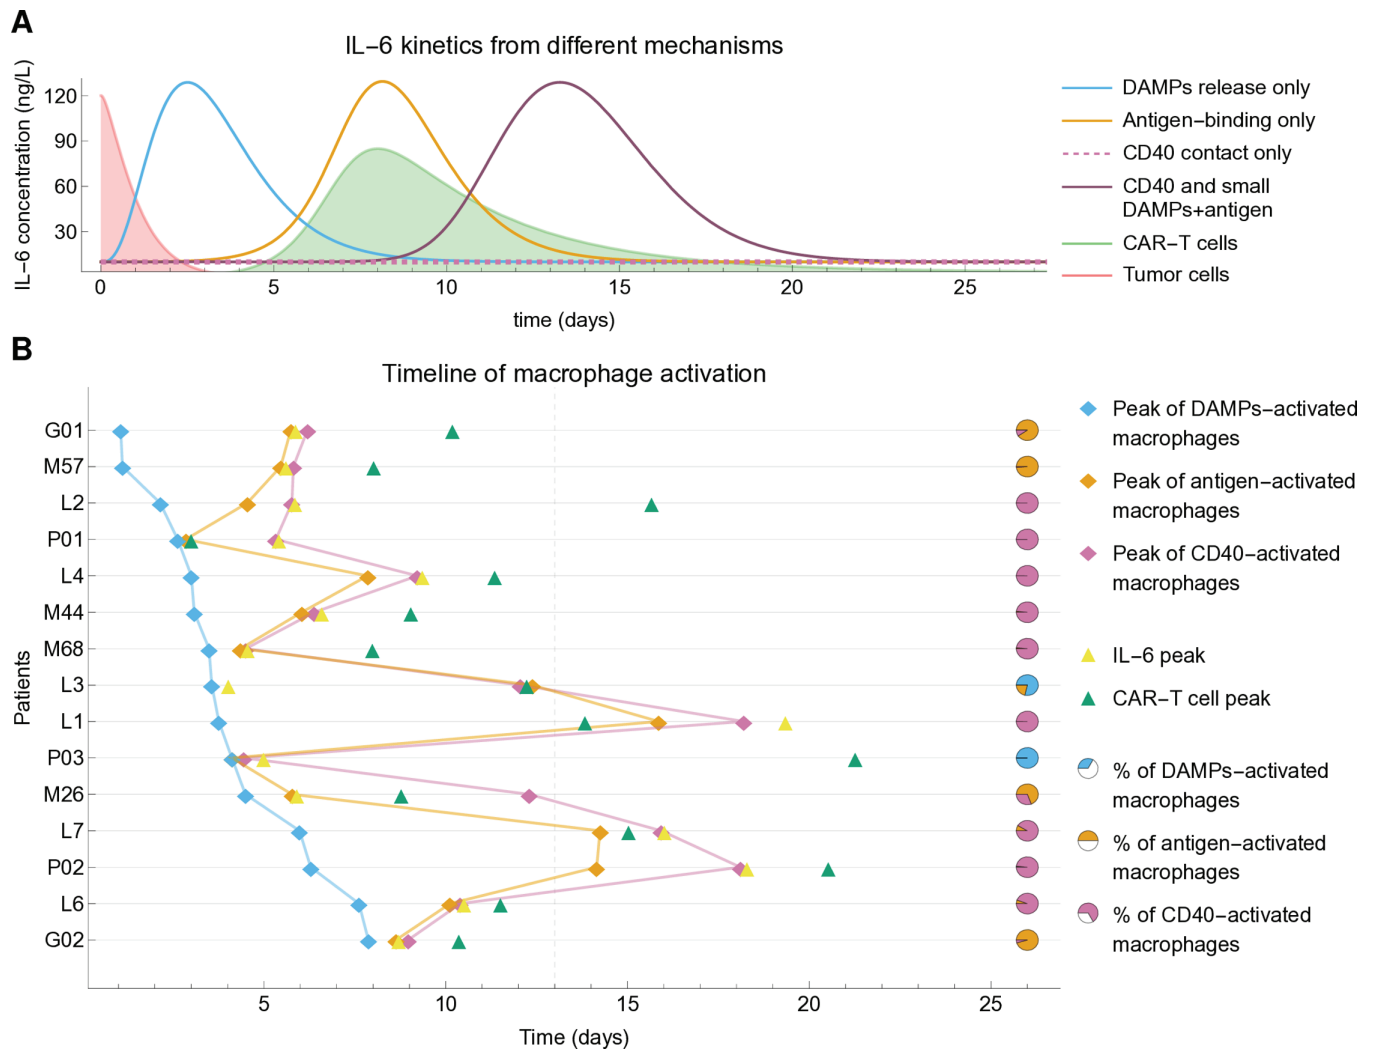 A
IL−6 kinetics from different mechanisms
IL−6 concentration (ng/L)
120
90
60
30
0
5
10
15
20
25
time (days)
DAMPs release only
Antigen−binding only
CD40 contact only
CD40 and small
DAMPs+antigen
CAR−T cells
Tumor cells
B
Timeline of macrophage activation
Patients
G01
M57
L2
P01
L4
M44
M68
L3
L1
P03
M26
L7
P02
L6
G02
5
10
15
20
25
Time (days)
Peak of DAMPs−activated
macrophages
Peak of antigen−activated
macrophages
Peak of CD40−activated
macrophages
IL−6 peak
CAR−T cell peak
% of DAMPs−activated
macrophages
% of antigen−activated
macrophages
% of CD40−activated
macrophages